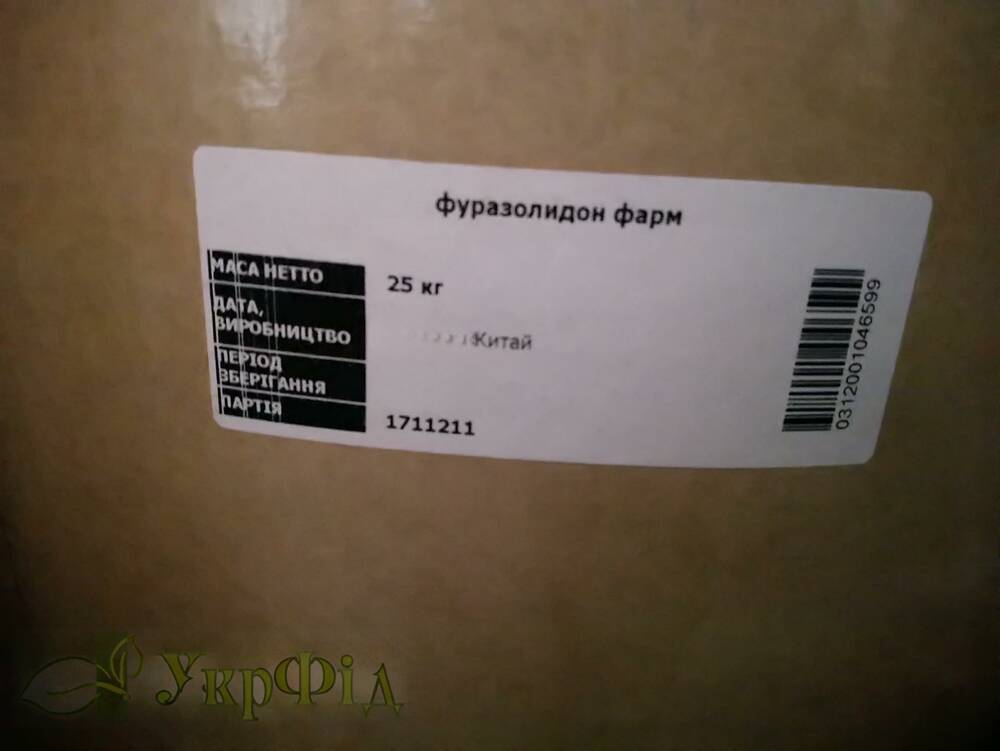 фуразолидон фарм
МАСА НЕТТО 25 кг
ДАТА,
ВИРОБНИЦТВО Китай
ПЕРІОД
ЗБЕРІГАННЯ
ПАРТІЯ 1711211
0312001046599
УкрФід